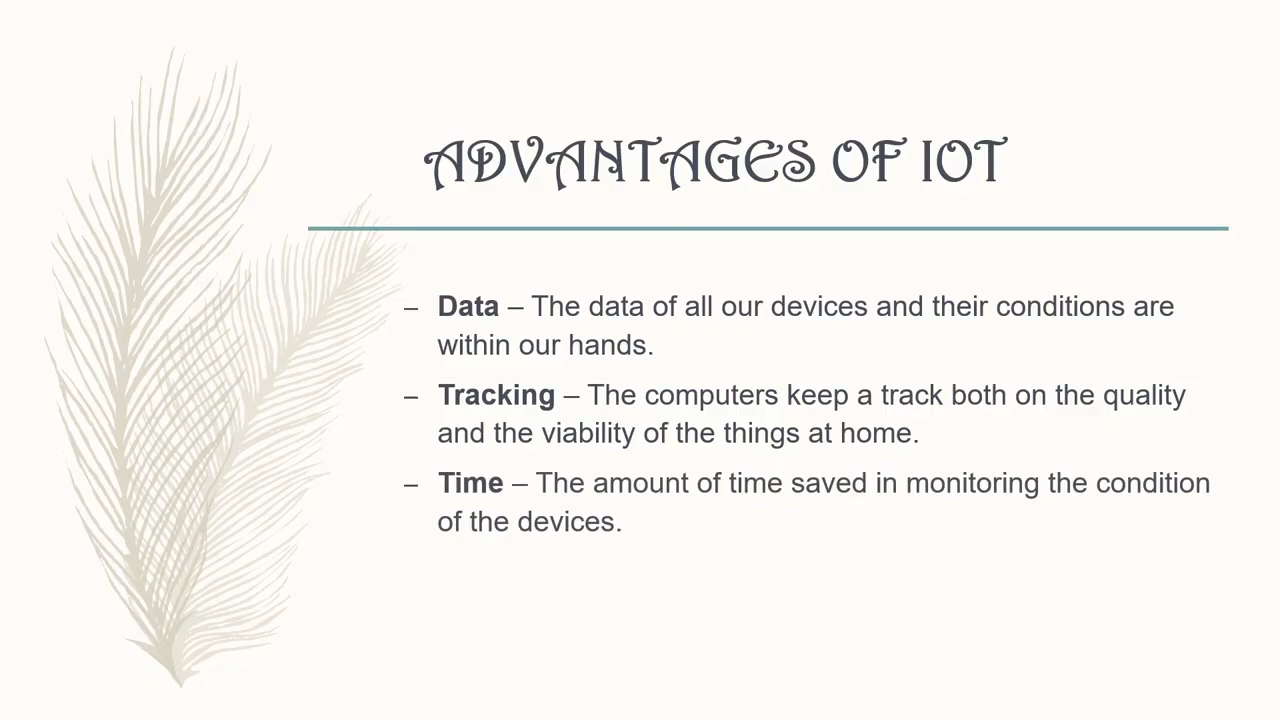 ADVANTAGES OF IOT
– Data – The data of all our devices and their conditions are
within our hands.
– Tracking – The computers keep a track both on the quality
and the viability of the things at home.
– Time – The amount of time saved in monitoring the condition
of the devices.